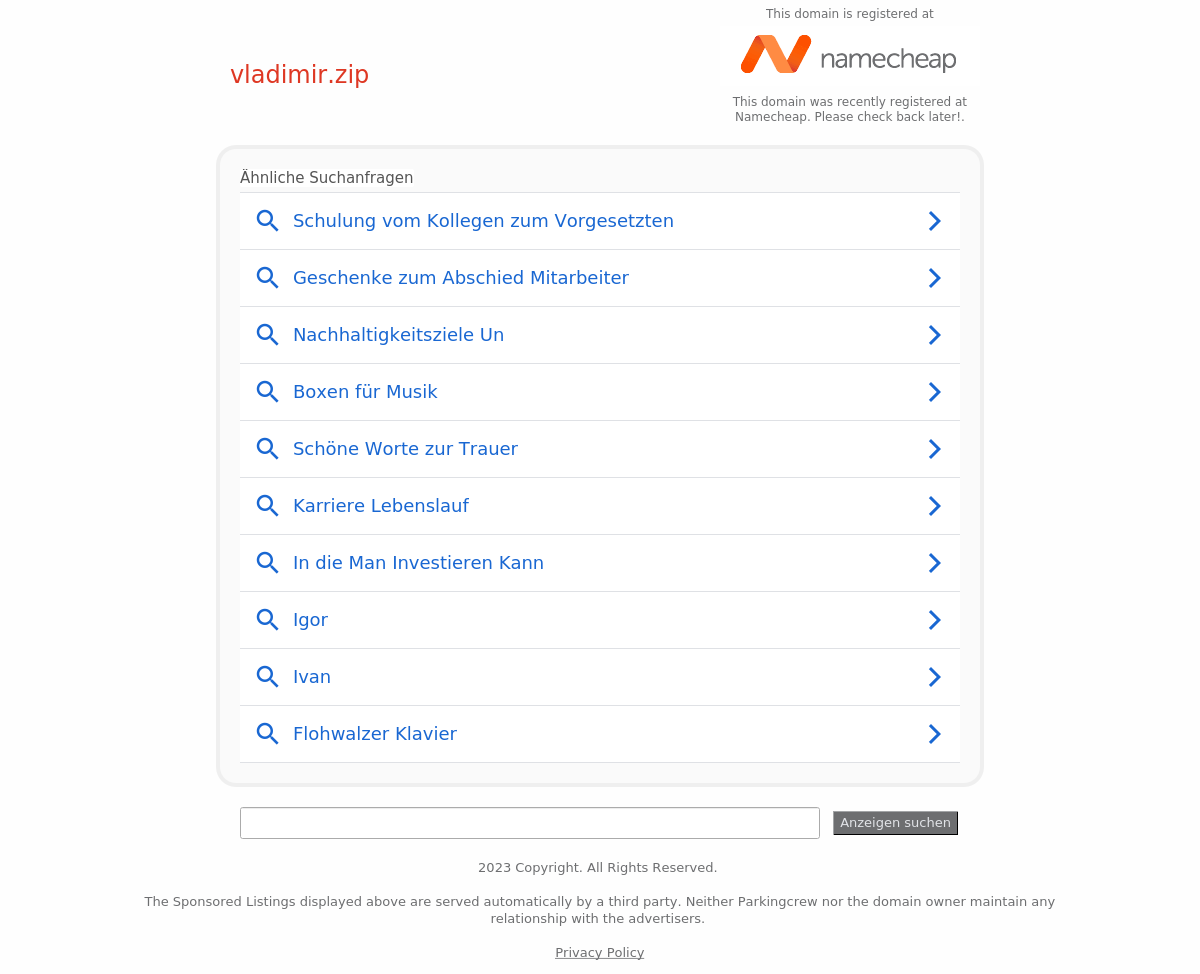 This domain is registered at
namecheap
vladimir.zip
This domain was recently registered at
Namecheap. Please check back later!.
Ähnliche Suchanfragen
Schulung vom Kollegen zum Vorgesetzten
Geschenke zum Abschied Mitarbeiter
Nachhaltigkeitsziele Un
Boxen für Musik
Schöne Worte zur Trauer
Karriere Lebenslauf
In die Man Investieren Kann
Igor
Ivan
Flohwalzer Klavier
Anzeigen suchen
2023 Copyright. All Rights Reserved.
The Sponsored Listings displayed above are served automatically by a third party. Neither Parkingcrew nor the domain owner maintain any
relationship with the advertisers.
Privacy Policy